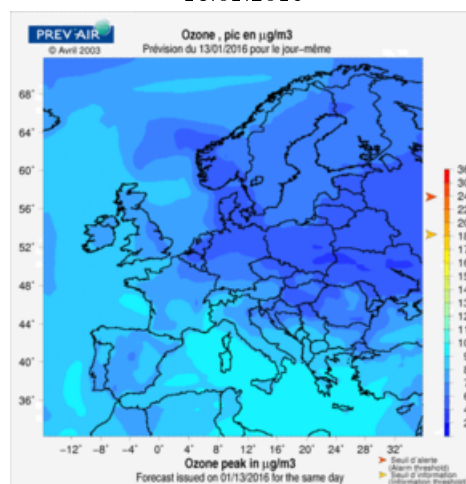 PREV'AIR
© Avril 2003
Ozone , pic en µg/m3
Prévision du 13/01/2016 pour le jour-même
68°
64°
60°
56°
52°
48°
44°
40°
36°
-12° -8° -4° 0° 4° 8° 12° 16° 20° 24° 28° 32°
Ozone peak in µg/m3
Forecast issued on 01/13/2016 for the same day
Seuil d'alerte
(Alarm threshold)
Seuil d'information
(Information threshold)